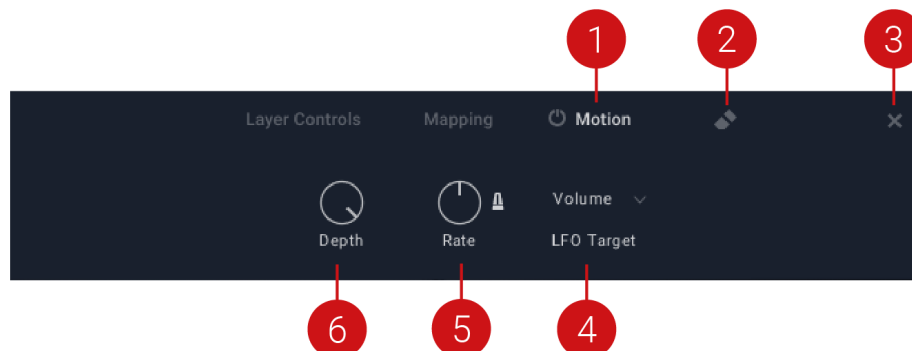 1 2 3
Layer Controls Mapping Motion
Volume
Depth Rate LFO Target
6 5 4